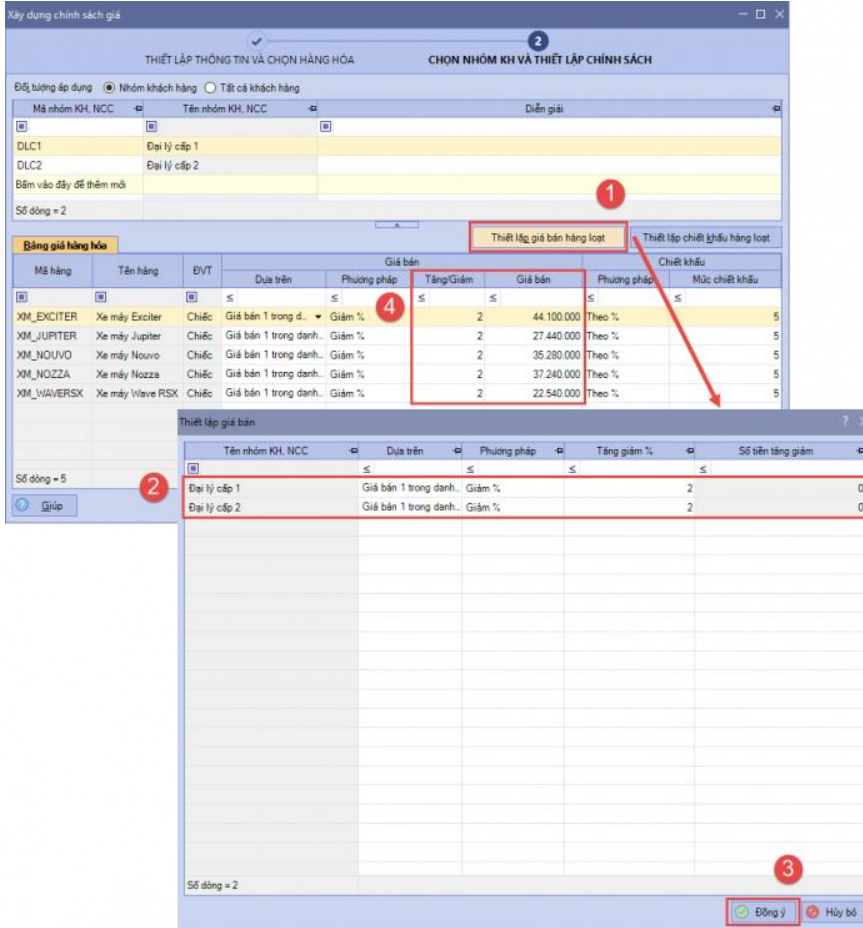 Xây dựng chính sách giá
2
THIẾT LẬP THÔNG TIN VÀ CHỌN HÀNG HÓA CHỌN NHÓM KH VÀ THIẾT LẬP CHÍNH SÁCH
Đối tượng áp dụng Nhóm khách hàng Tất cả khách hàng
Mã nhóm KH, NCC Tên nhóm KH, NCC Diễn giải
DLC1 Đại lý cấp 1
DLC2 Đại lý cấp 2
Bấm vào đây để thêm mới
1
Số dòng = 2
Thiết lập giá bán hàng loạt Thiết lập chiết khấu hàng loạt
Bảng giá hàng hóa
Mã hàng Tên hàng ĐVT Giá bán Chiết khấu
Dựa trên Phương pháp Tăng/Giảm Giá bán Phương pháp Mức chiết khấu
≤ ≤ ≤ ≤ ≤ ≤
4
XM_EXCITER Xe máy Exciter Chiếc Giá bán 1 trong d... Giảm % 2 44.100.000 Theo % 5
XM_JUPITER Xe máy Jupiter Chiếc Giá bán 1 trong danh... Giảm % 2 27.440.000 Theo % 5
XM_NOUVO Xe máy Nouvo Chiếc Giá bán 1 trong danh... Giảm % 2 35.280.000 Theo % 5
XM_NOZZA Xe máy Nozza Chiếc Giá bán 1 trong danh... Giảm % 2 37.240.000 Theo % 5
XM_WAVERSX Xe máy Wave RSX Chiếc Giá bán 1 trong danh... Giảm % 2 22.540.000 Theo % 5
Số dòng = 5
Giúp
2
Thiết lập giá bán ?
Tên nhóm KH, NCC Dựa trên Phương pháp Tăng giảm % Số tiền tăng giảm
≤ ≤ ≤ ≤
Đại lý cấp 1 Giá bán 1 trong danh... Giảm % 2 0
Đại lý cấp 2 Giá bán 1 trong danh... Giảm % 2 0
3
Số dòng = 2
Đồng ý Hủy bỏ